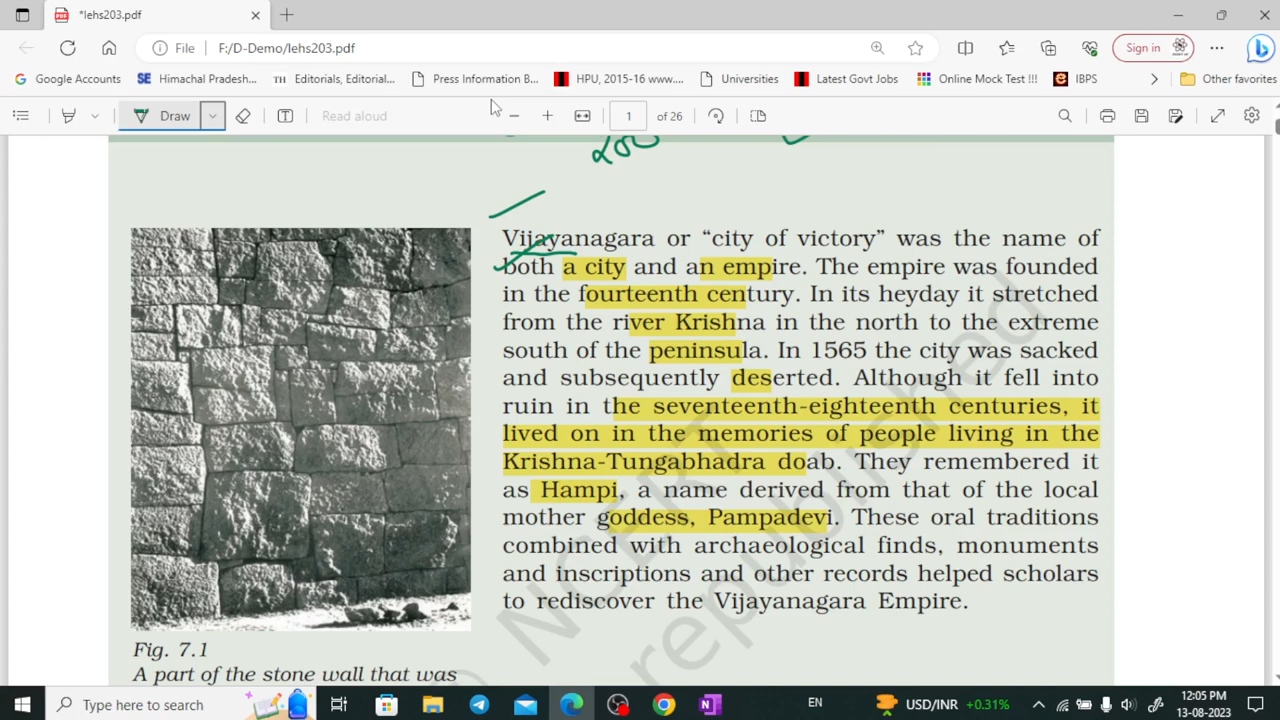 *lehs203.pdf
File
F:/D-Demo/lehs203.pdf
Sign in
Google Accounts
SE Himachal Pradesh...
TH Editorials, Editorial...
Press Information B...
HPU, 2015-16 www....
Universities
Latest Govt Jobs
Online Mock Test !!!
IBPS
Other favorites
Draw
Read aloud
1 of 26
Vijayanagara or “city of victory” was the name of
both a city and an empire. The empire was founded
in the fourteenth century. In its heyday it stretched
from the river Krishna in the north to the extreme
south of the peninsula. In 1565 the city was sacked
and subsequently deserted. Although it fell into
ruin in the seventeenth-eighteenth centuries, it
lived on in the memories of people living in the
Krishna-Tungabhadra doab. They remembered it
as Hampi, a name derived from that of the local
mother goddess, Pampadevi. These oral traditions
combined with archaeological finds, monuments
and inscriptions and other records helped scholars
to rediscover the Vijayanagara Empire.
Fig. 7.1
A part of the stone wall that was
NCERT
republished
Type here to search
USD/INR +0.31%
EN
12:05 PM
13-08-2023